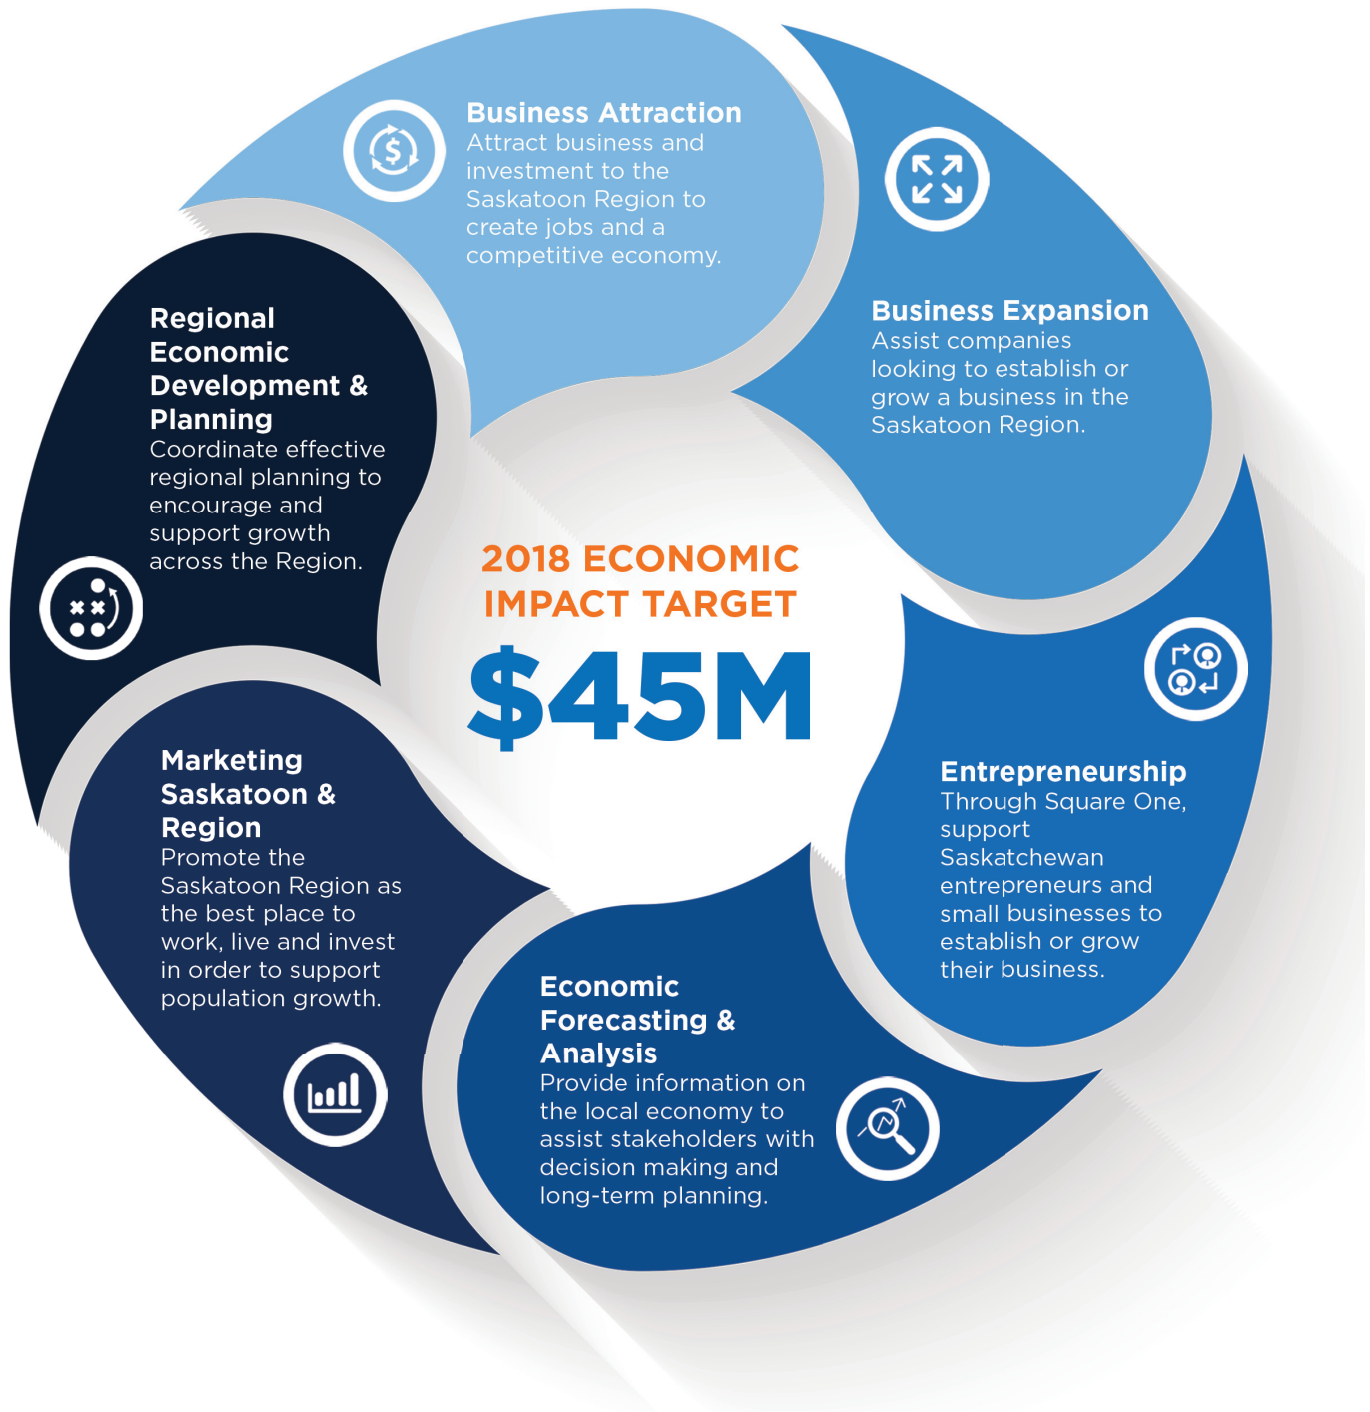 Business Attraction
Attract business and
investment to the
Saskatoon Region to
create jobs and a
competitive economy.
Business Expansion
Assist companies
looking to establish or
grow a business in the
Saskatoon Region.
Entrepreneurship
Through Square One,
support
Saskatchewan
entrepreneurs and
small businesses to
establish or grow
their business.
Economic
Forecasting &
Analysis
Provide information on
the local economy to
assist stakeholders with
decision making and
long-term planning.
Marketing
Saskatoon &
Region
Promote the
Saskatoon Region as
the best place to
work, live and invest
in order to support
population growth.
Regional
Economic
Development &
Planning
Coordinate effective
regional planning to
encourage and
support growth
across the Region.
2018 ECONOMIC
IMPACT TARGET
$45M
$